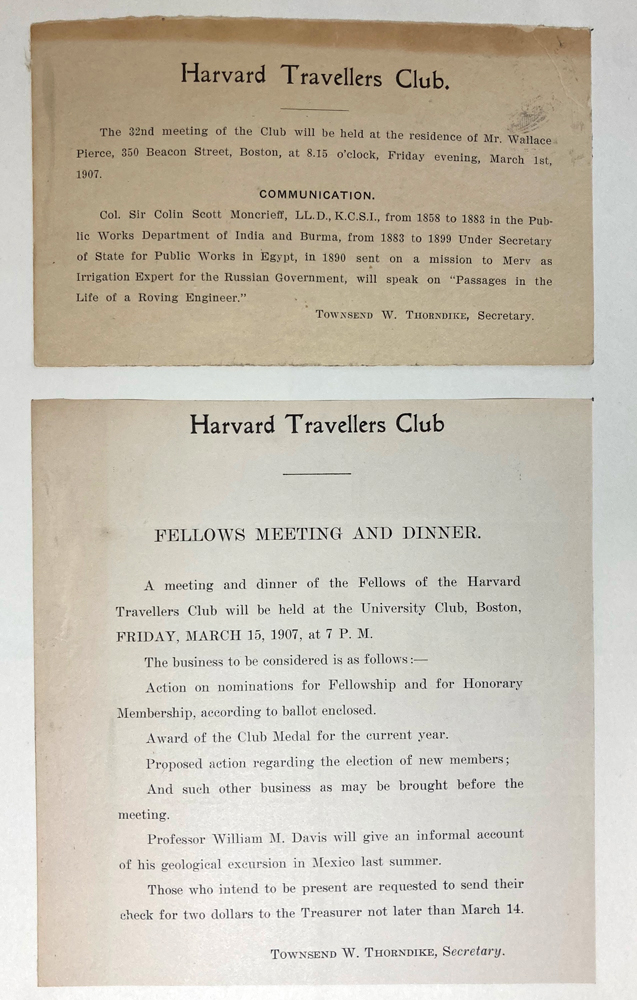 Harvard Travellers Club.
The 32nd meeting of the Club will be held at the residence of Mr. Wallace
Pierce, 350 Beacon Street, Boston, at 8.15 o'clock, Friday evening, March 1st,
1907.
COMMUNICATION.
Col. Sir Colin Scott Moncrieff, LL.D., K.C.S.I., from 1858 to 1883 in the Pub-
lic Works Department of India and Burma, from 1883 to 1899 Under Secretary
of State for Public Works in Egypt, in 1890 sent on a mission to Merv as
Irrigation Expert for the Russian Government, will speak on "Passages in the
Life of a Roving Engineer."
TOWNSEND W. THORNDIKE, Secretary.
Harvard Travellers Club
FELLOWS MEETING AND DINNER.
A meeting and dinner of the Fellows of the Harvard
Travellers Club will be held at the University Club, Boston,
FRIDAY, MARCH 15, 1907, at 7 P. M.
The business to be considered is as follows:—
Action on nominations for Fellowship and for Honorary
Membership, according to ballot enclosed.
Award of the Club Medal for the current year.
Proposed action regarding the election of new members;
And such other business as may be brought before the
meeting.
Professor William M. Davis will give an informal account
of his geological excursion in Mexico last summer.
Those who intend to be present are requested to send their
check for two dollars to the Treasurer not later than March 14.
TOWNSEND W. THORNDIKE, Secretary.